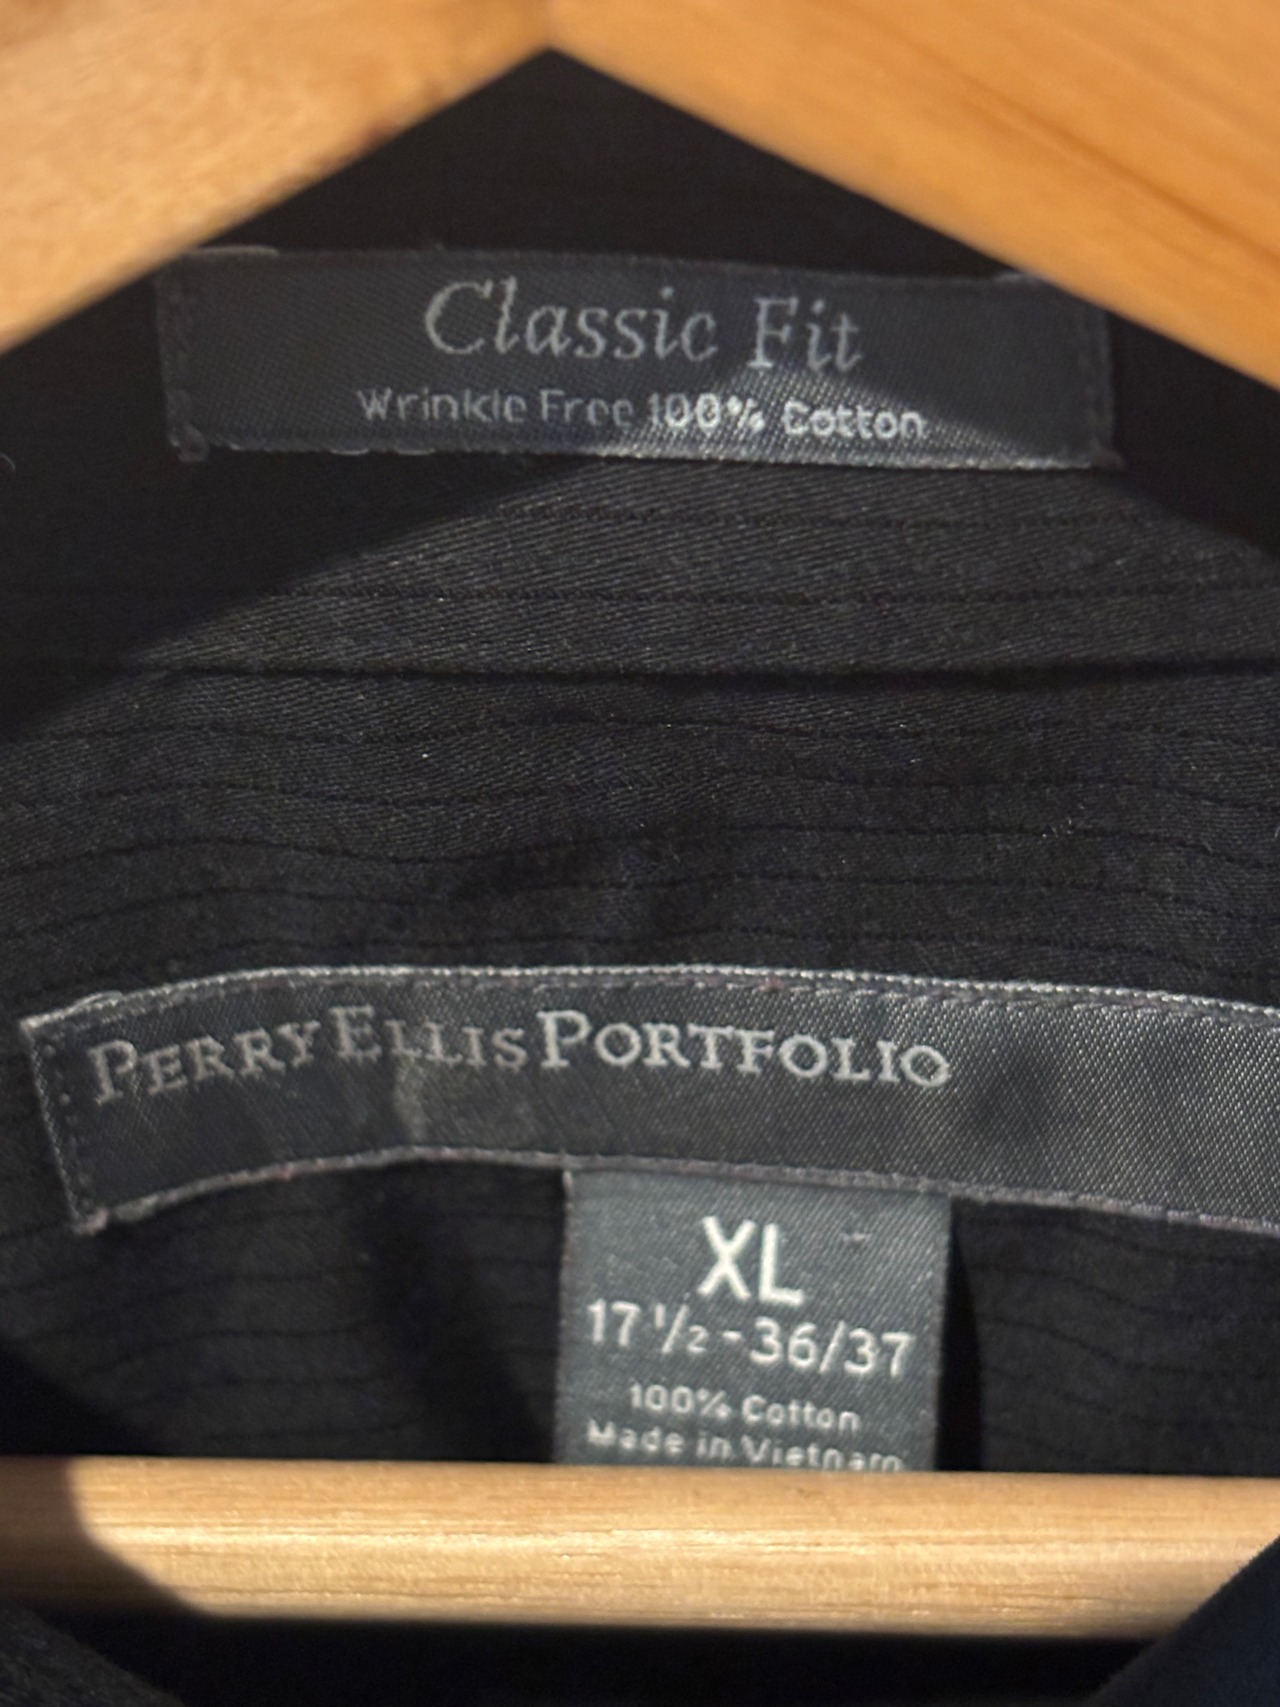 Classic Fit
Wrinkle Free 100% Cotton
PERRY ELLIS PORTFOLIO
XL
17 1/2 - 36/37
100% Cotton
Made in Vietnam